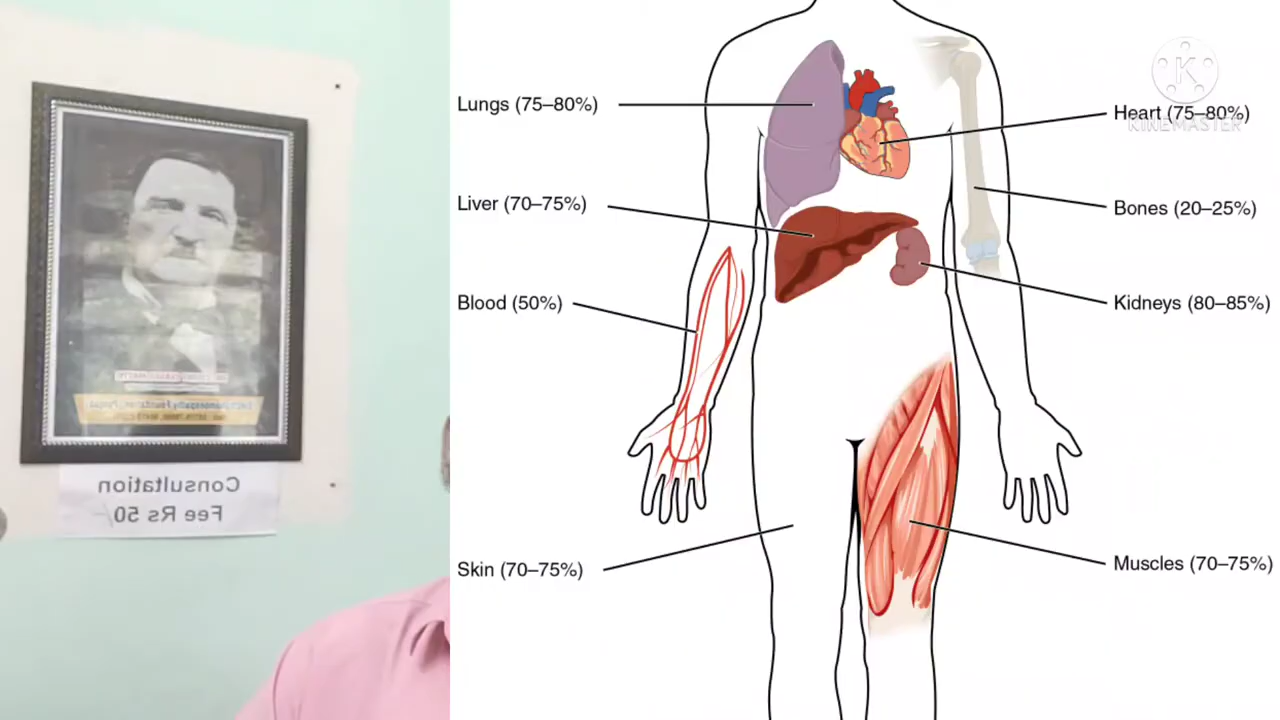 Consultation
Fee Rs 50/-
Lungs (75–80%)
Liver (70–75%)
Blood (50%)
Skin (70–75%)
K
KINEMASTER
Heart (75–80%)
Bones (20–25%)
Kidneys (80–85%)
Muscles (70–75%)